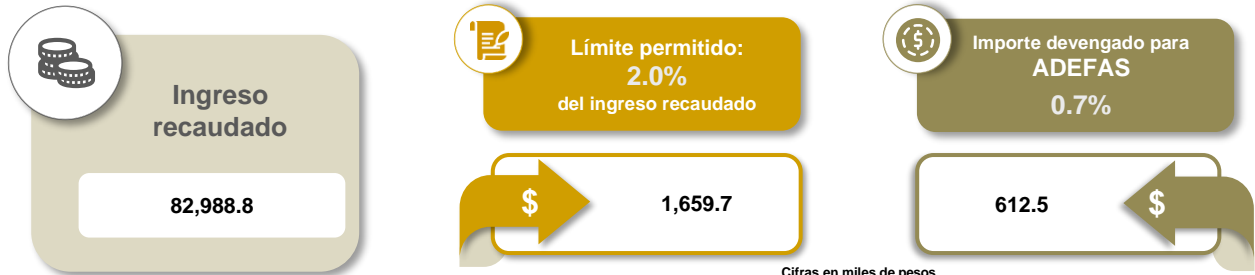 Ingreso
recaudado
82,988.8
Límite permitido:
2.0%
del ingreso recaudado
$
1,659.7
Importe devengado para
ADEFAS
0.7%
612.5
$
Cifras en miles de pesos